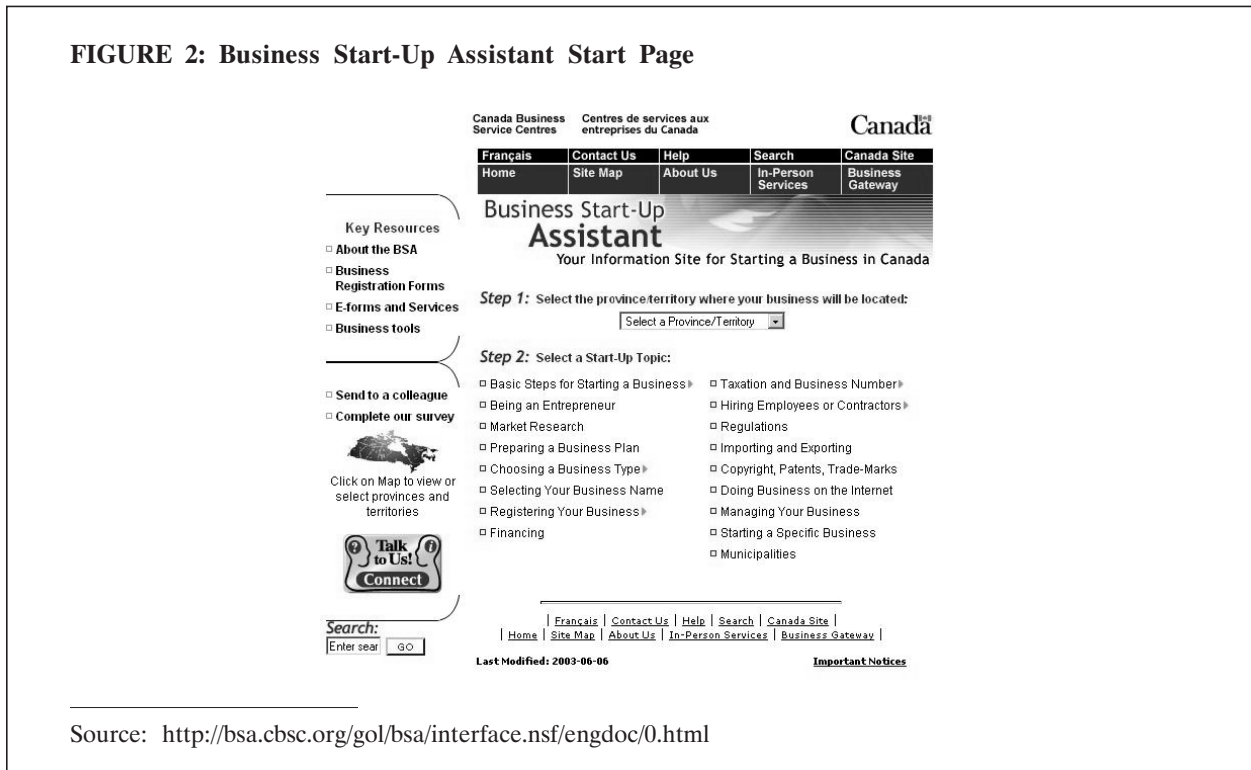 FIGURE 2: Business Start-Up Assistant Start Page
Canada Business
Service Centres
Centres de services aux
entreprises du Canada
Canada
Français Contact Us Help Search Canada Site
Home Site Map About Us In-Person Services Business Gateway
Business Start-Up
Assistant
Your Information Site for Starting a Business in Canada
Key Resources
About the BSA
Business
Registration Forms
E-forms and Services
Business tools
Send to a colleague
Complete our survey
Click on Map to view or
select provinces and
territories
Talk
to Us!
Connect
Search:
Enter sear GO
Step 1: Select the province/territory where your business will be located:
Select a Province/Territory
Step 2: Select a Start-Up Topic:
Basic Steps for Starting a Business
Being an Entrepreneur
Market Research
Preparing a Business Plan
Choosing a Business Type
Selecting Your Business Name
Registering Your Business
Financing
Taxation and Business Number
Hiring Employees or Contractors
Regulations
Importing and Exporting
Copyright, Patents, Trade-Marks
Doing Business on the Internet
Managing Your Business
Starting a Specific Business
Municipalities
| Français | Contact Us | Help | Search | Canada Site |
| Home | Site Map | About Us | In-Person Services | Business Gateway |
Last Modified: 2003-06-06 Important Notices
Source: http://bsa.cbsc.org/gol/bsa/interface.nsf/engdoc/0.html